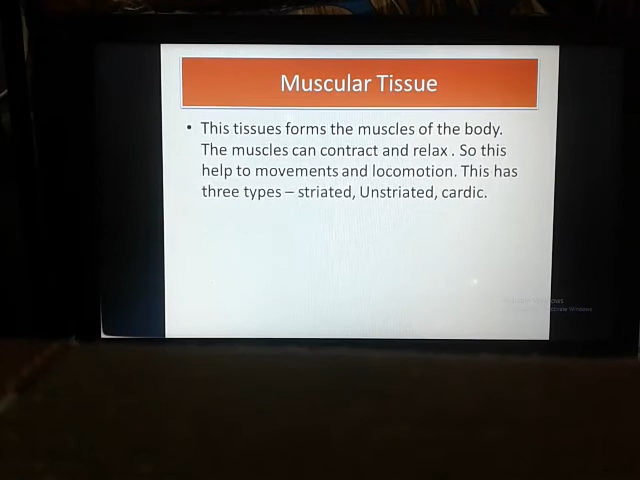 Muscular Tissue
• This tissues forms the muscles of the body.
The muscles can contract and relax . So this
help to movements and locomotion. This has
three types – striated, Unstriated, cardic.